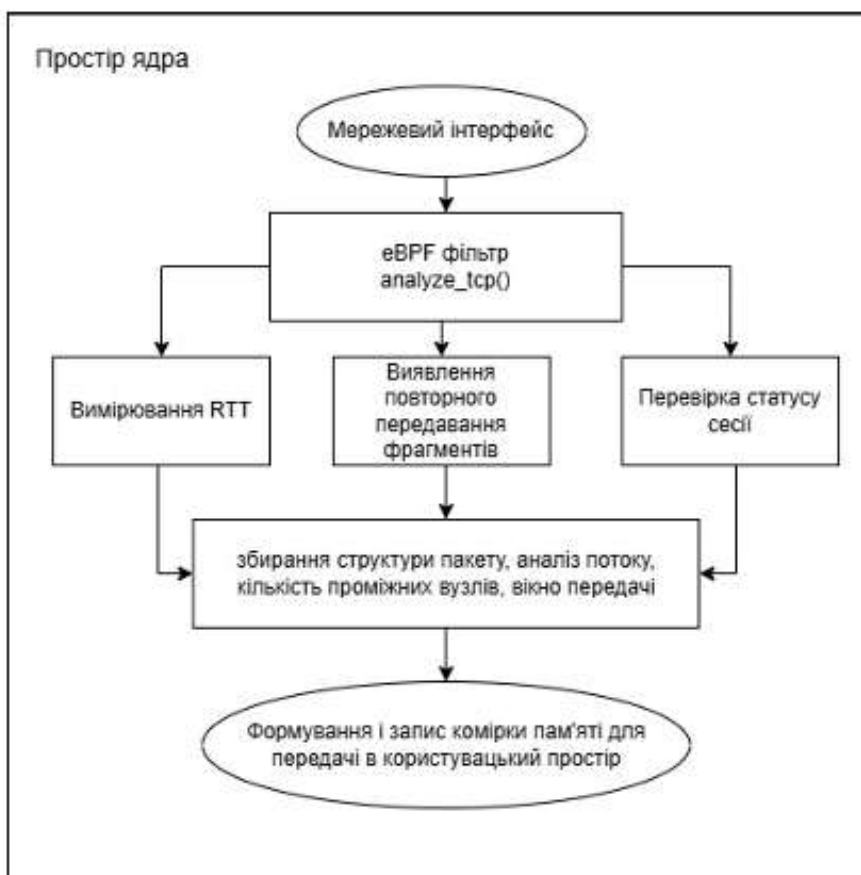 Простір ядра
Мережевий інтерфейс
eBPF фільтр
analyze_tcp()
Вимірювання RTT
Виявлення
повторного
передавання
фрагментів
Перевірка статусу
сесії
збирання структури пакету, аналіз потоку,
кількість проміжних вузлів, вікно передачі
Формування і запис комірки пам'яті для
передачі в користувацький простір